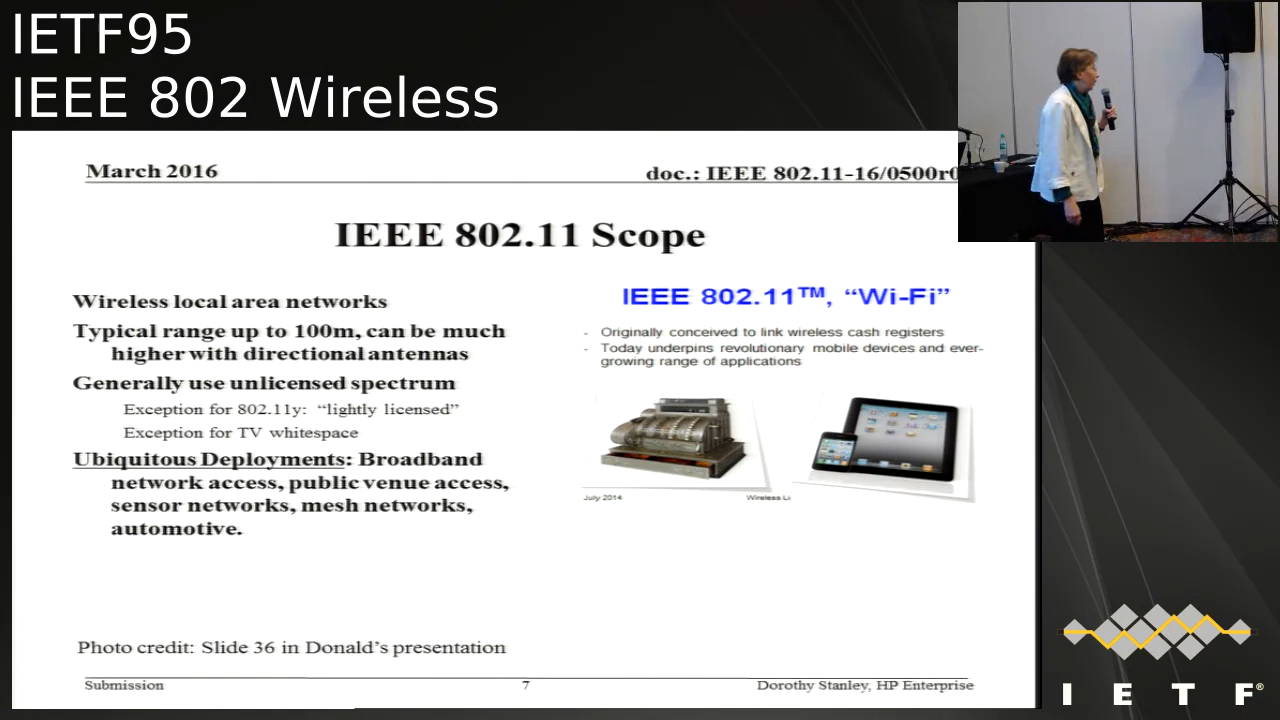 IETF95
IEEE 802 Wireless
March 2016
doc.: IEEE 802.11-16/0500r0
IEEE 802.11 Scope
Wireless local area networks
Typical range up to 100m, can be much
higher with directional antennas
Generally use unlicensed spectrum
Exception for 802.11y: “lightly licensed”
Exception for TV whitespace
Ubiquitous Deployments: Broadband
network access, public venue access,
sensor networks, mesh networks,
automotive.
IEEE 802.11™, “Wi-Fi”
- Originally conceived to link wireless cash registers
- Today underpins revolutionary mobile devices and ever-
growing range of applications
July 2014
Wireless Li
Photo credit: Slide 36 in Donald’s presentation
Submission
7
Dorothy Stanley, HP Enterprise
I E T F®